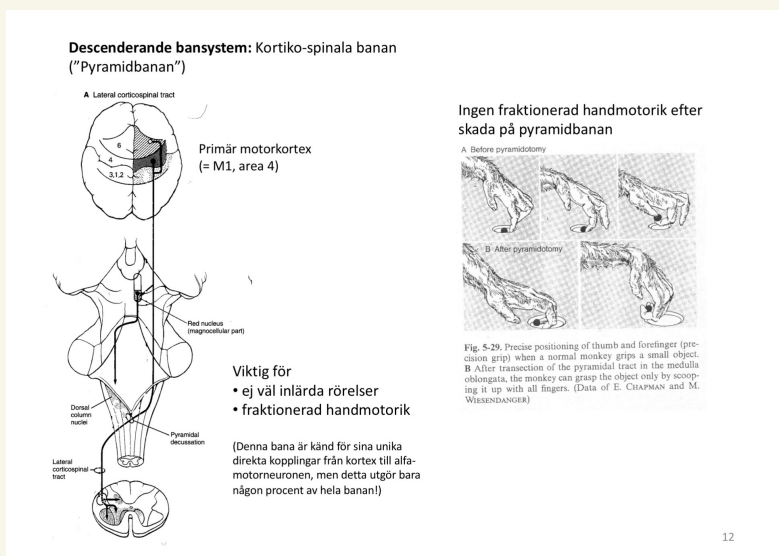 Descenderande bansystem: Kortiko-spinala banan
(”Pyramidbanan”)
A Lateral corticospinal tract
6
4
3,1,2
Primär motorkortex
(= M1, area 4)
Red nucleus
(magnocellular part)
Dorsal
column
nuclei
Pyramidal
decussation
Lateral
corticospinal
tract
Viktig för
• ej väl inlärda rörelser
• fraktionerad handmotorik
(Denna bana är känd för sina unika
direkta kopplingar från kortex till alfa-
motorneuronen, men detta utgör bara
någon procent av hela banan!)
Ingen fraktionerad handmotorik efter
skada på pyramidbanan
A Before pyramidotomy
B After pyramidotomy
Fig. 5-29. Precise positioning of thumb and forefinger (pre-
cision grip) when a normal monkey grips a small object.
B After transection of the pyramidal tract in the medulla
oblongata, the monkey can grasp the object only by scoop-
ing it up with all fingers. (Data of E. CHAPMAN and M.
WIESENDANGER)
12